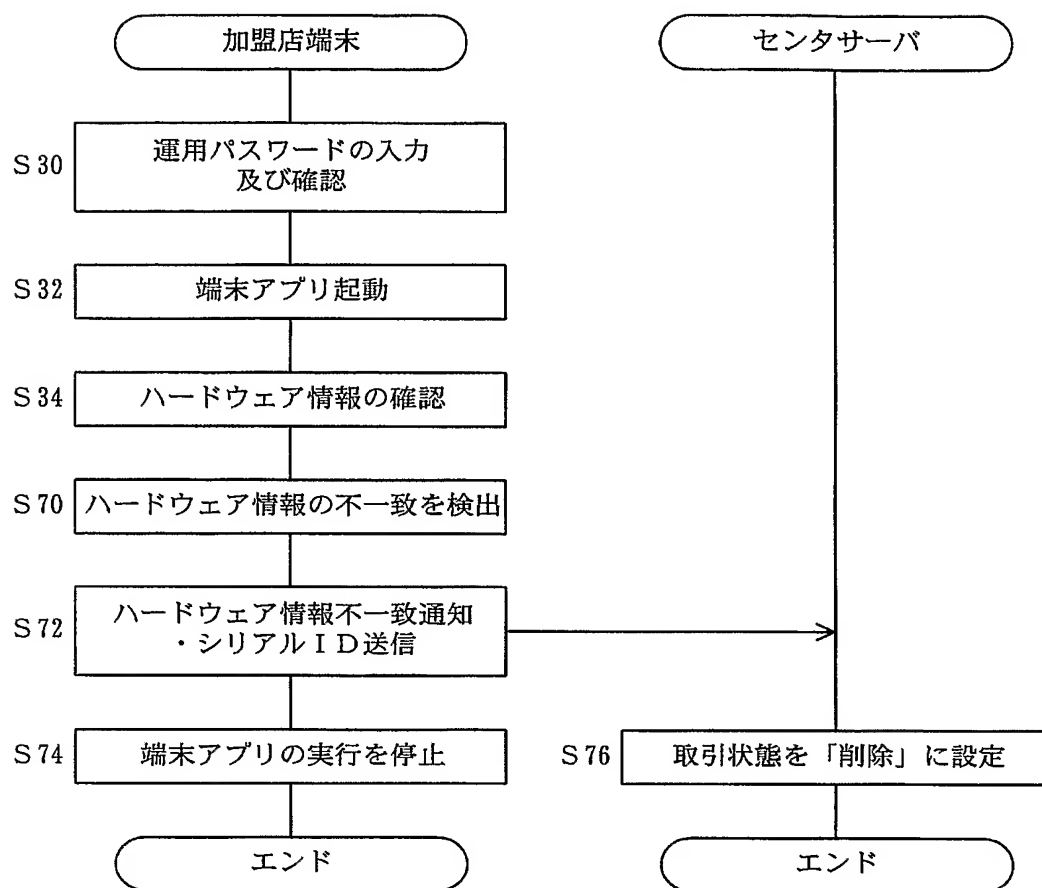 加盟店端末
センタサーバ
S30
運用パスワードの入力
及び確認
S32
端末アプリ起動
S34
ハードウェア情報の確認
S70
ハードウェア情報の不一致を検出
S72
ハードウェア情報不一致通知
・シリアルＩＤ送信
S74
端末アプリの実行を停止
S76
取引状態を「削除」に設定
エンド
エンド